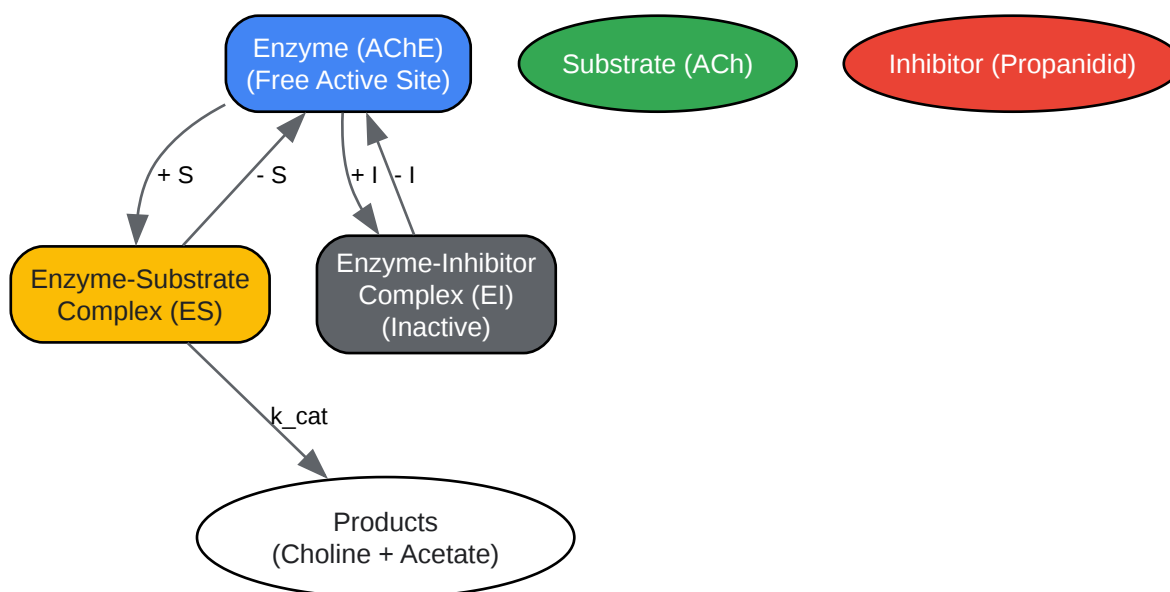 Enzyme (AChE)
(Free Active Site)
Substrate (ACh)
Inhibitor (Propanidid)
+ S
- S
+ I
- I
Enzyme-Substrate
Complex (ES)
Enzyme-Inhibitor
Complex (EI)
(Inactive)
k_cat
Products
(Choline + Acetate)